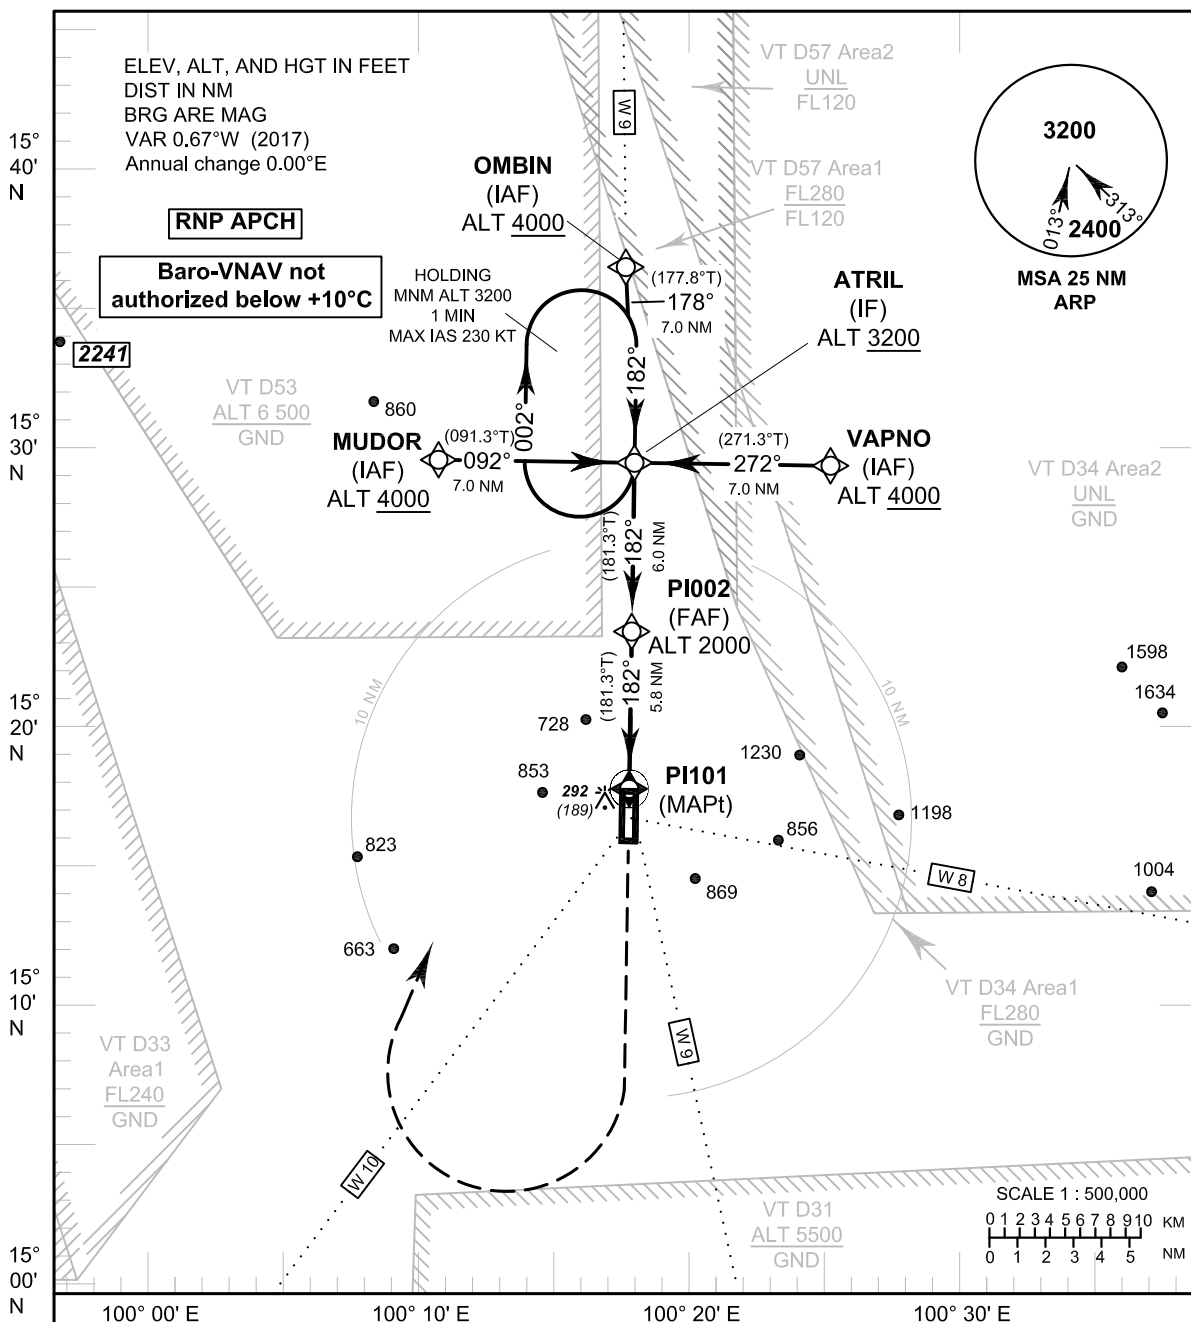 ELEV, ALT, AND HGT IN FEET
DIST IN NM
BRG ARE MAG
VAR 0.67°W (2017)
Annual change 0.00°E
RNP APCH
Baro-VNAV not
authorized below +10°C
OMBIN
(IAF)
ALT 4000
W 9
VT D57 Area2
UNL
FL120
VT D57 Area1
FL280
FL120
3200
2400
013°
313°
MSA 25 NM
ARP
HOLDING
MNM ALT 3200
1 MIN
MAX IAS 230 KT
(177.8°T)
178°
7.0 NM
ATRIL
(IF)
ALT 3200
15°
40'
N
2241
VT D53
ALT 6 500
GND
860
002°
182°
MUDOR
(IAF)
ALT 4000
(091.3°T)
092°
7.0 NM
(271.3°T)
272°
7.0 NM
VAPNO
(IAF)
ALT 4000
15°
30'
N
VT D34 Area2
UNL
GND
(181.3°T)
182°
6.0 NM
PI002
(FAF)
ALT 2000
(181.3°T)
182°
5.8 NM
10 NM
10 NM
1598
1634
15°
20'
N
728
1230
853
292
(189)
PI101
(MAPt)
823
856
1198
869
W 8
1004
663
15°
10'
N
VT D34 Area1
FL280
GND
VT D33
Area1
FL240
GND
W 9
W 10
VT D31
ALT 5500
GND
SCALE 1 : 500,000
0 1 2 3 4 5 6 7 8 9 10 KM
0 1 2 3 4 5 NM
15°
00'
N
100° 00' E
100° 10' E
100° 20' E
100° 30' E